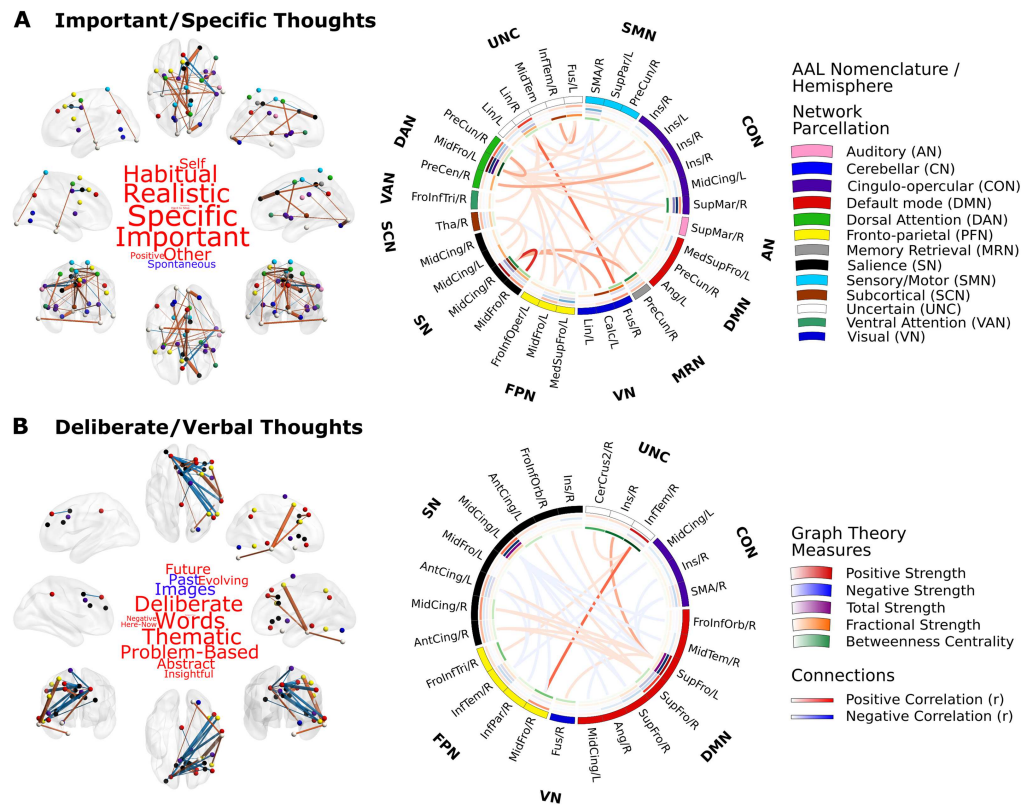 A Important/Specific Thoughts
Self
Habitual
Realistic
Specific
Important
Positive Other
Spontaneous
UNC
SMN
CON
AN
DMN
MRN
VN
FPN
SN
SCN
VAN
DAN
Lin/L
Lin/R
MidTem
InfTem/R
Fus/L
SMA/R
SupPar/L
PreCun/R
Ins/R
Ins/L
Ins/R
Ins/R
MidCing/L
SupMar/R
SupMar/R
MedSupFro/L
PreCun/R
Ang/L
PreCun/R
Fus/R
Calc/L
Lin/L
MedSupFro/L
MidFro/L
FroInfOper/L
MidFro/R
MidCing/R
MidCing/L
MidCing/R
Tha/R
FroInfTri/R
PreCen/R
MidFro/L
PreCun/R
AAL Nomenclature /
Hemisphere
Network
Parcellation
Auditory (AN)
Cerebellar (CN)
Cingulo-opercular (CON)
Default mode (DMN)
Dorsal Attention (DAN)
Fronto-parietal (PFN)
Memory Retrieval (MRN)
Salience (SN)
Sensory/Motor (SMN)
Subcortical (SCN)
Uncertain (UNC)
Ventral Attention (VAN)
Visual (VN)
B Deliberate/Verbal Thoughts
Future
Past Evolving
Images
Deliberate
Negative Words
Here-Now
Thematic
Problem-Based
Abstract
Insightful
SN
UNC
CON
DMN
VN
FPN
Ins/R
FroInfOrb/R
AntCing/L
MidCing/L
MidFro/L
AntCing/L
MidCing/R
AntCing/R
FroInfTri/R
InfTem/R
InfPar/R
MidFro/R
Fus/R
MidCing/L
Ang/R
SupFro/R
SupFro/R
SupFro/L
MidTem/R
FroInfOrb/R
SMA/R
Ins/R
MidCing/L
InfTem/R
Ins/R
CerCrus2/R
Graph Theory
Measures
Positive Strength
Negative Strength
Total Strength
Fractional Strength
Betweenness Centrality
Connections
Positive Correlation (r)
Negative Correlation (r)